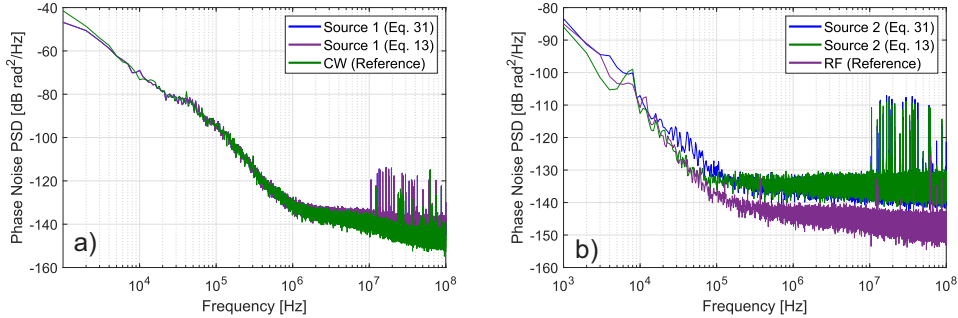 -40
-60
-80
-100
-120
-140
-160
Phase Noise PSD [dB rad²/Hz]
Source 1 (Eq. 31)
Source 1 (Eq. 13)
CW (Reference)
a)
10⁴
10⁵
10⁶
10⁷
10⁸
Frequency [Hz]
-80
-90
-100
-110
-120
-130
-140
-150
-160
Phase Noise PSD [dB rad²/Hz]
Source 2 (Eq. 31)
Source 2 (Eq. 13)
RF (Reference)
b)
10³
10⁴
10⁵
10⁶
10⁷
10⁸
Frequency [Hz]